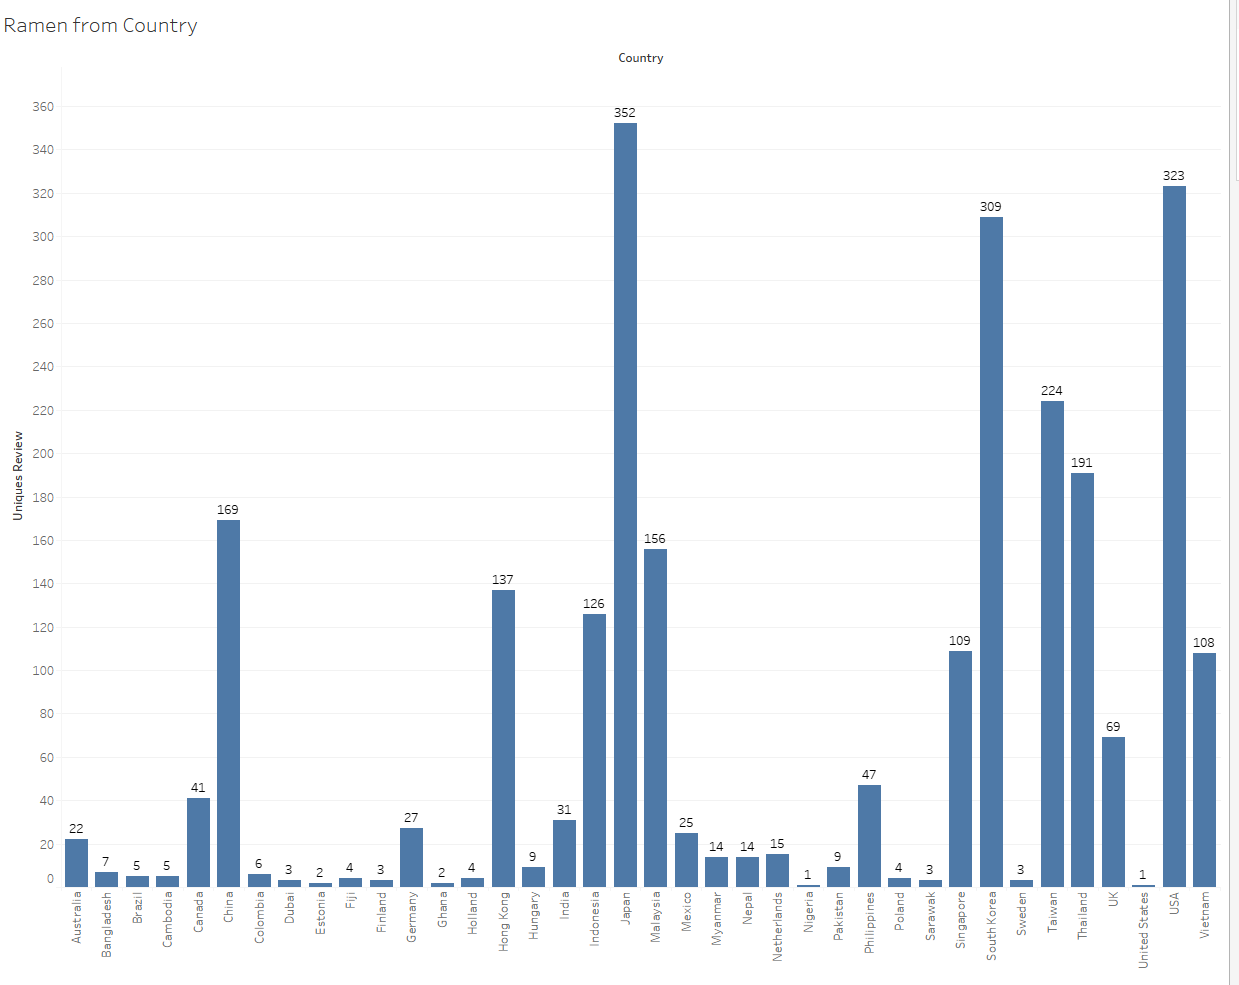 Ramen from Country
Country
Uniques Review
360
340
320
300
280
260
240
220
200
180
160
140
120
100
80
60
40
20
0
22
7
5
5
41
169
6
3
2
4
3
27
2
4
137
9
31
126
352
156
25
14
14
15
1
9
47
4
3
109
309
3
224
191
69
1
323
108
Australia
Bangladesh
Brazil
Cambodia
Canada
China
Colombia
Dubai
Estonia
Fiji
Finland
Germany
Ghana
Holland
Hong Kong
Hungary
India
Indonesia
Japan
Malaysia
Mexico
Myanmar
Nepal
Netherlands
Nigeria
Pakistan
Philippines
Poland
Sarawak
Singapore
South Korea
Sweden
Taiwan
Thailand
UK
United States
USA
Vietnam